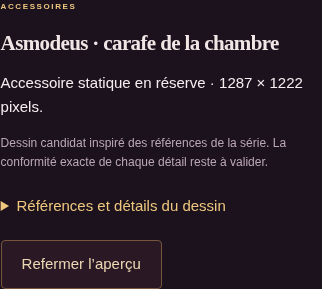 ACCESSOIRES
Asmodeus · carafe de la chambre
Accessoire statique en réserve · 1287 × 1222
pixels.
Dessin candidat inspiré des références de la série. La
conformité exacte de chaque détail reste à valider.
▶ Références et détails du dessin
Refermer l’aperçu